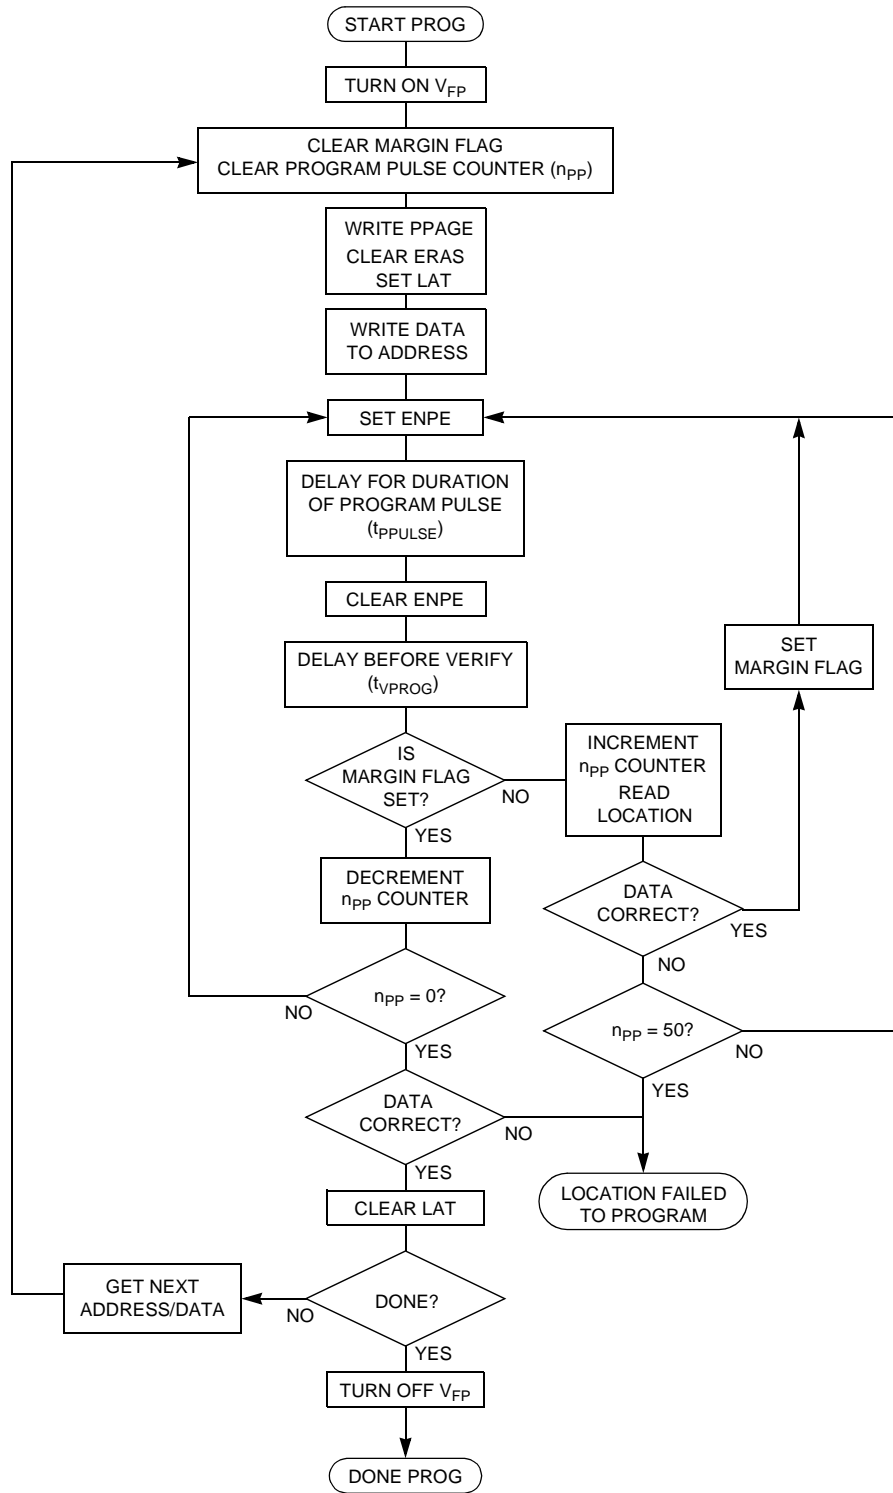 START PROG
TURN ON VFP
CLEAR MARGIN FLAG
CLEAR PROGRAM PULSE COUNTER (nPP)
WRITE PPAGE
CLEAR ERAS
SET LAT
WRITE DATA
TO ADDRESS
SET ENPE
DELAY FOR DURATION
OF PROGRAM PULSE
(tPPULSE)
CLEAR ENPE
DELAY BEFORE VERIFY
(tVPROG)
SET
MARGIN FLAG
IS
MARGIN FLAG
SET?
NO
YES
INCREMENT
nPP COUNTER
READ
LOCATION
DECREMENT
nPP COUNTER
DATA
CORRECT?
YES
NO
nPP = 0?
NO
YES
nPP = 50?
NO
YES
DATA
CORRECT?
NO
YES
LOCATION FAILED
TO PROGRAM
CLEAR LAT
GET NEXT
ADDRESS/DATA
NO
DONE?
YES
TURN OFF VFP
DONE PROG